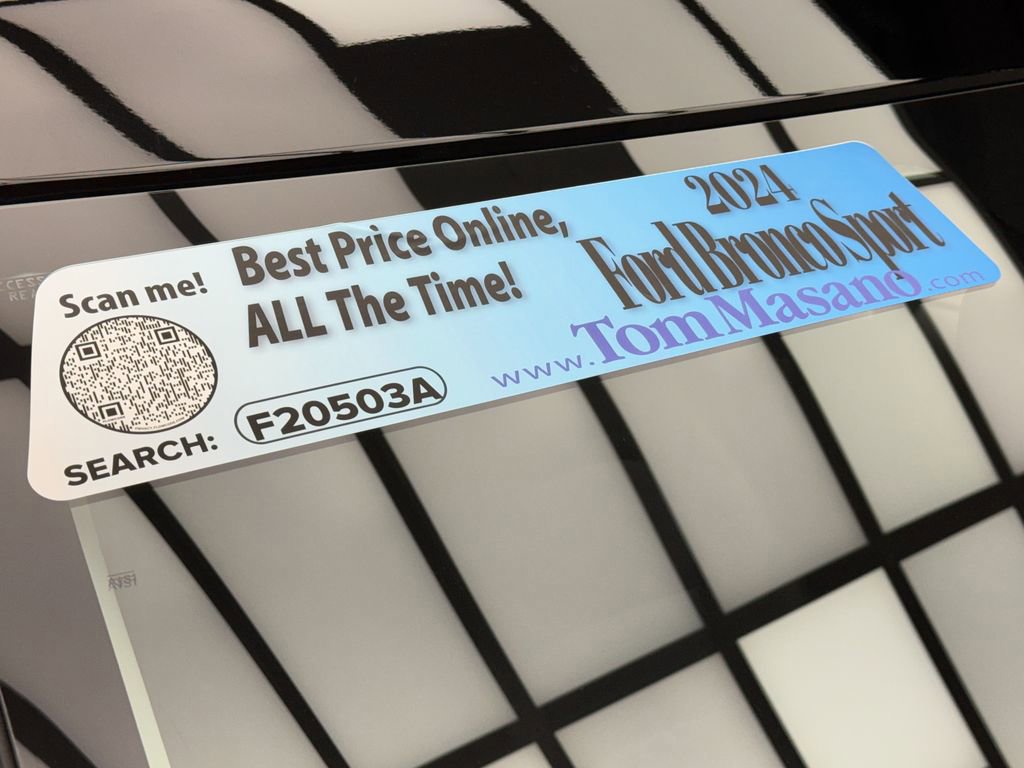 Scan me!
Best Price Online,
ALL The Time!
SEARCH:
F20503A
2024
Ford Bronco Sport
www.TomMasano.com